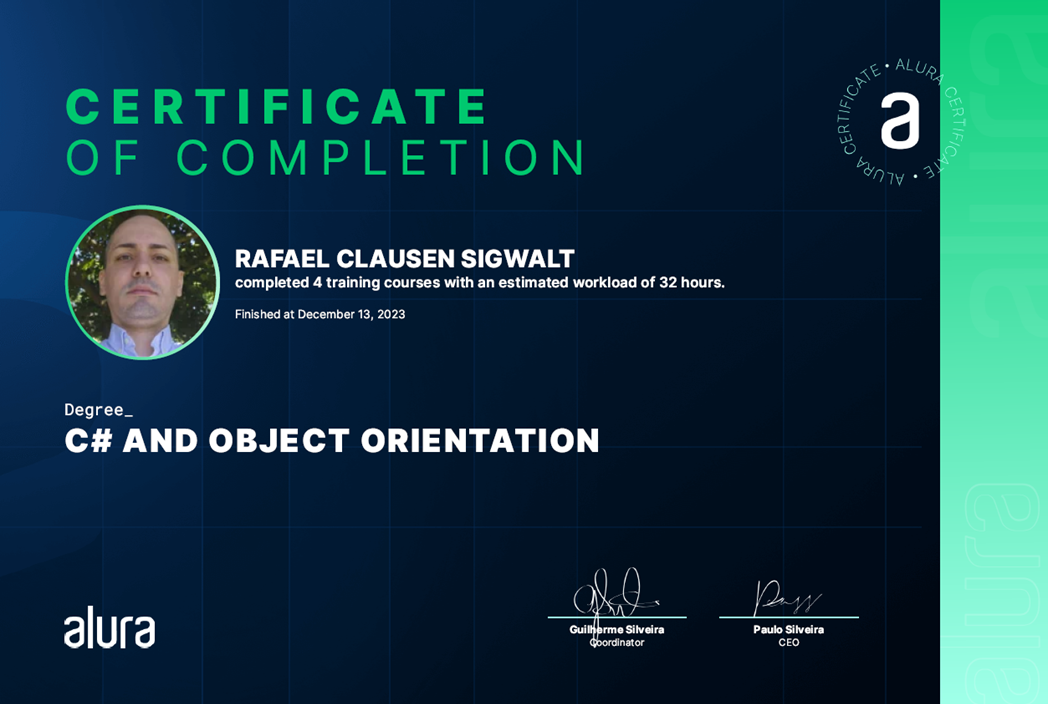 CERTIFICATE
OF COMPLETION
• ALURA CERTIFICATE • ALURA CERTIFICATE
a
RAFAEL CLAUSEN SIGWALT
completed 4 training courses with an estimated workload of 32 hours.
Finished at December 13, 2023
Degree_
C# AND OBJECT ORIENTATION
alura
Guilherme Silveira
Coordinator
Paulo Silveira
CEO
alura
alura
alura